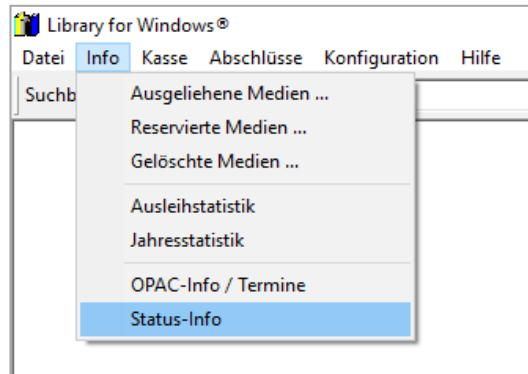 Library for Windows®
Datei Info Kasse Abschlüsse Konfiguration Hilfe
Suchb
Ausgeliehene Medien ...
Reservierte Medien ...
Gelöschte Medien ...
Ausleihstatistik
Jahresstatistik
OPAC-Info / Termine
Status-Info